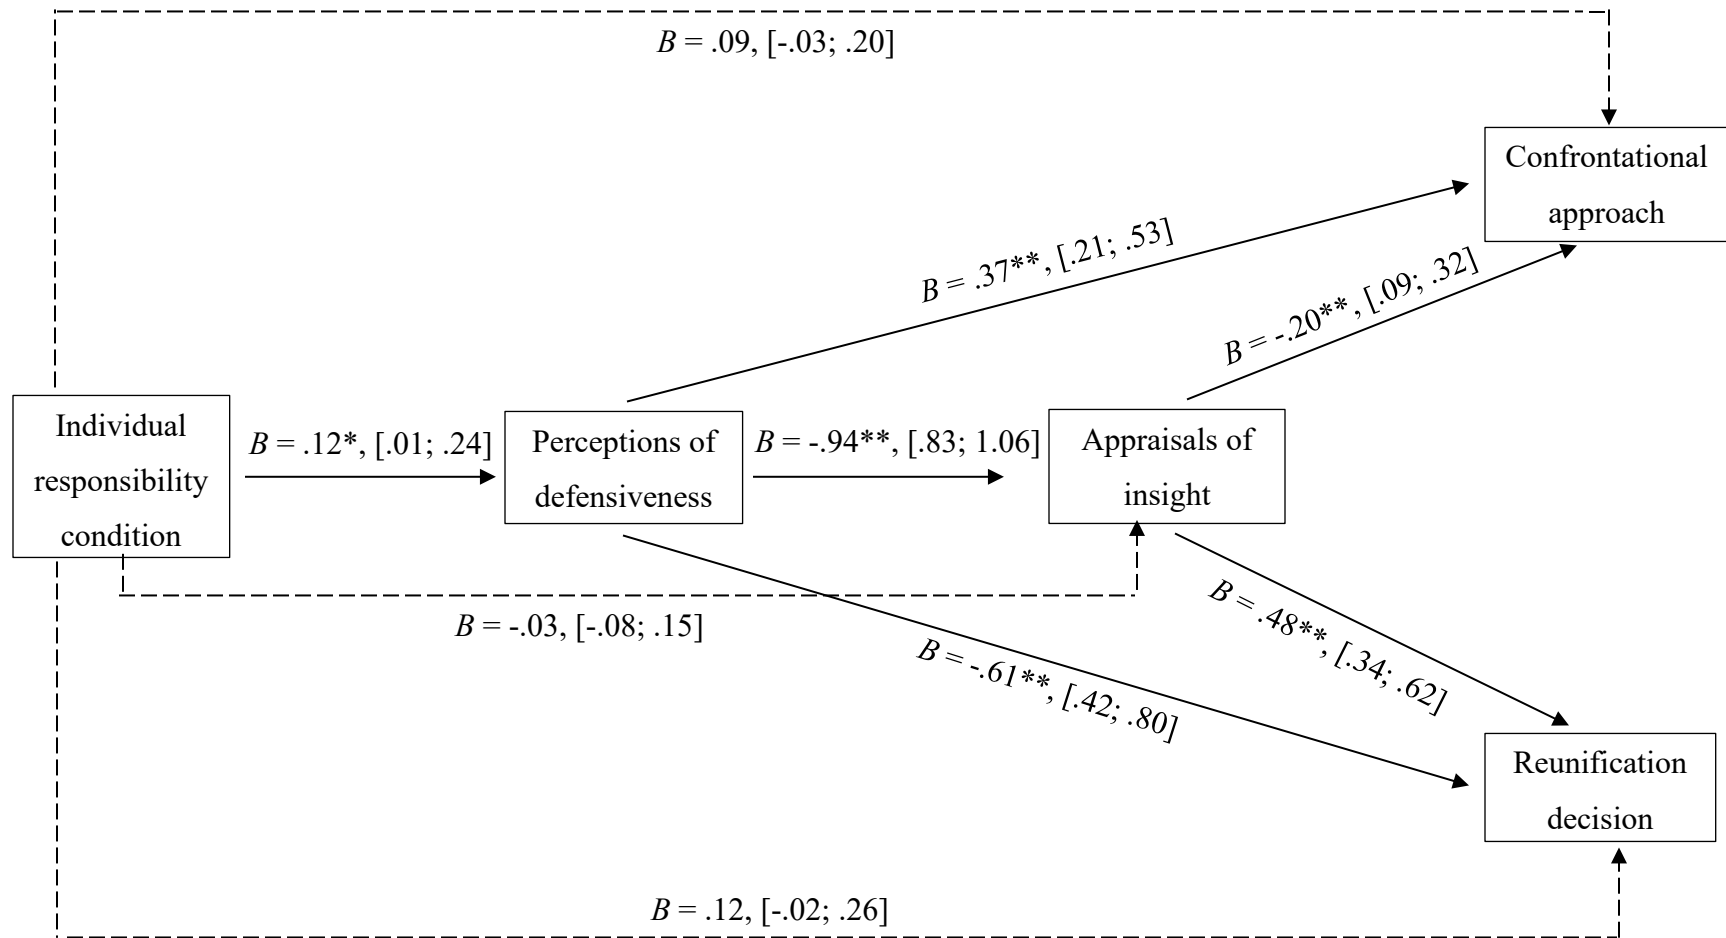 B = .09, [-.03; .20]
Confrontational
approach
B = .37**, [.21; .53]
B = -.20**, [.09; .32]
Individual
responsibility
condition
B = .12*, [.01; .24]
Perceptions of
defensiveness
B = -.94**, [.83; 1.06]
Appraisals of
insight
B = -.03, [-.08; .15]
B = -.61**, [.42; .80]
B = .48**, [.34; .62]
Reunification
decision
B = .12, [-.02; .26]